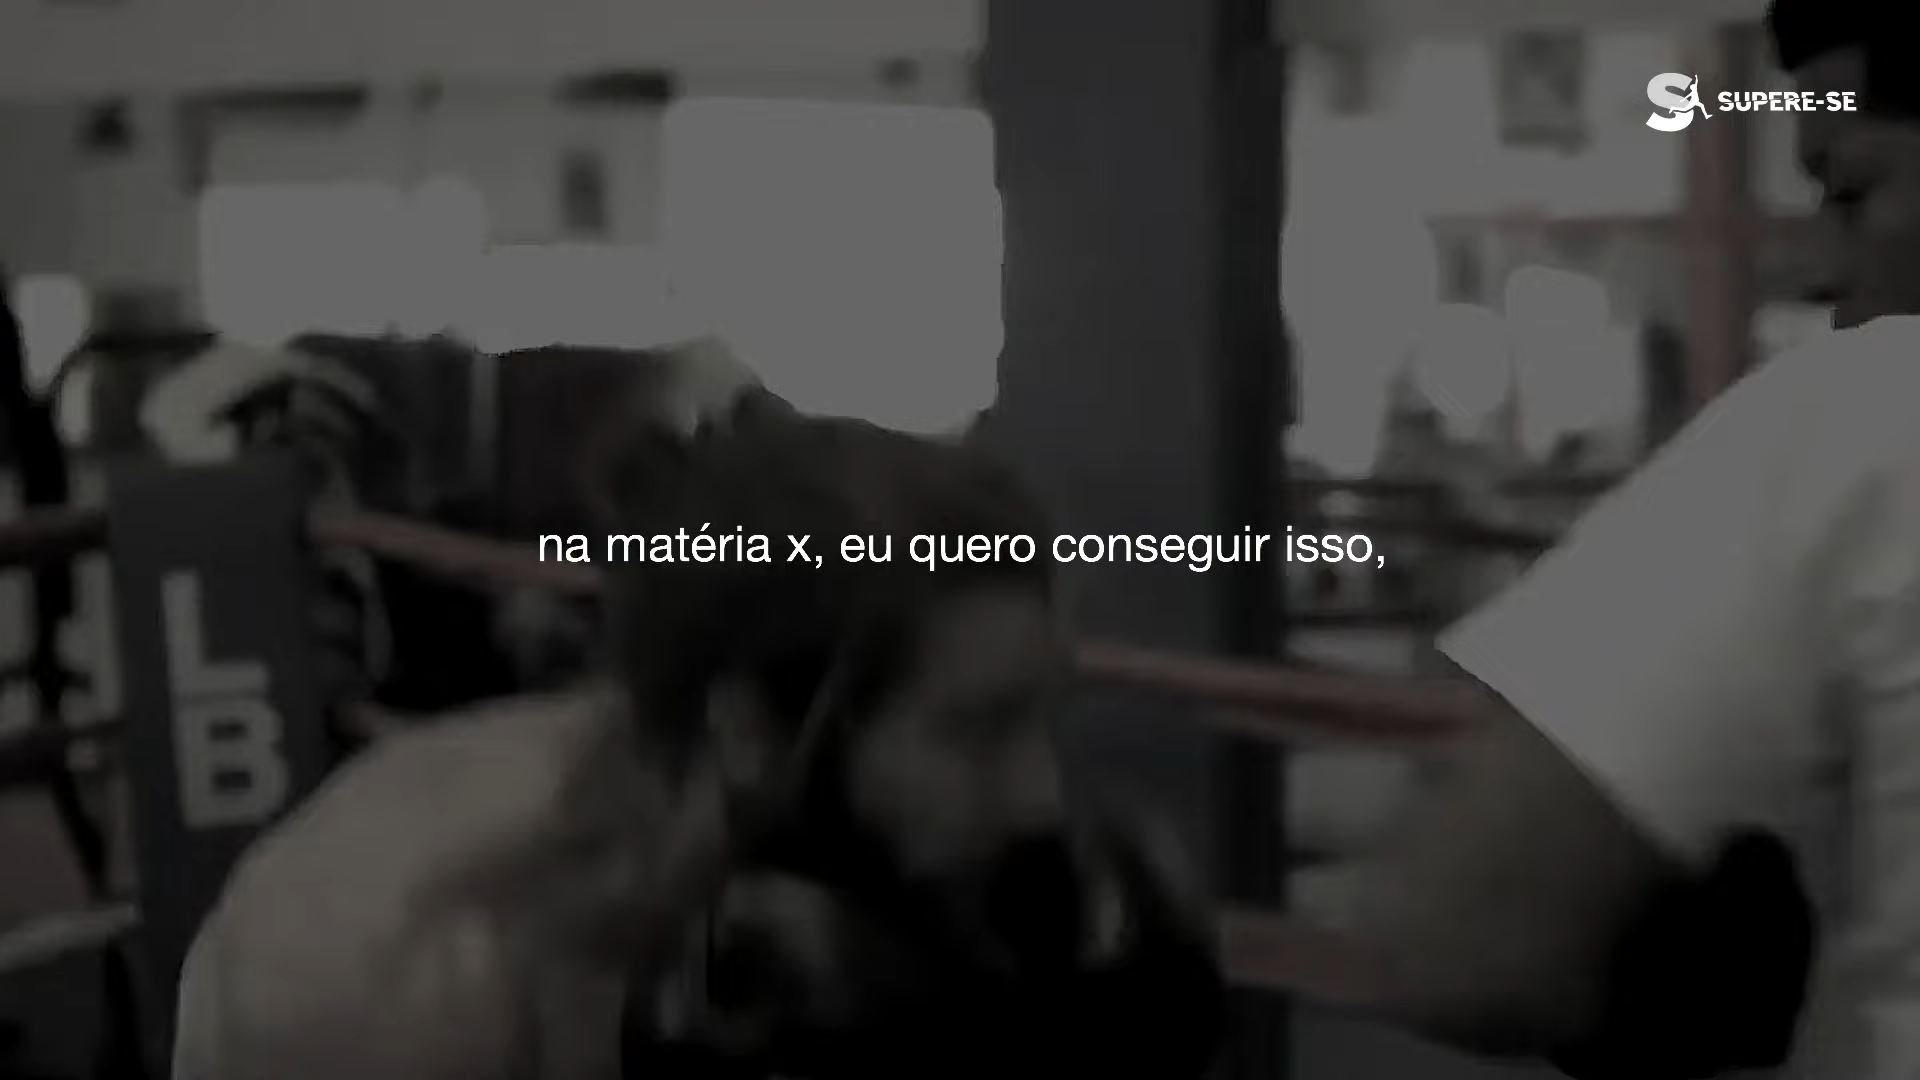 SUPERE-SE
na matéria x, eu quero conseguir isso,
L
B